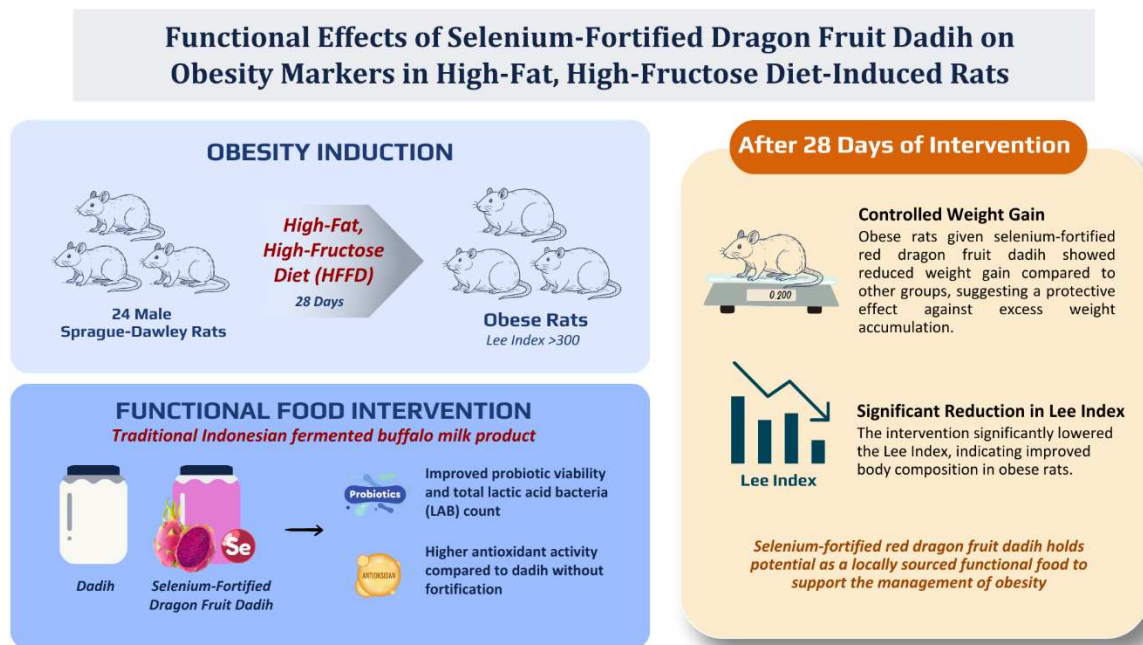 Functional Effects of Selenium-Fortified Dragon Fruit Dadih on
Obesity Markers in High-Fat, High-Fructose Diet-Induced Rats
OBESITY INDUCTION
24 Male
Sprague-Dawley Rats
High-Fat,
High-Fructose
Diet (HFFD)
28 Days
Obese Rats
Lee Index >300
FUNCTIONAL FOOD INTERVENTION
Traditional Indonesian fermented buffalo milk product
Dadih
Se
Selenium-Fortified
Dragon Fruit Dadih
Probiotics
Improved probiotic viability
and total lactic acid bacteria
(LAB) count
ANTIOKSIDAN
Higher antioxidant activity
compared to dadih without
fortification
After 28 Days of Intervention
0.200
Controlled Weight Gain
Obese rats given selenium-fortified
red dragon fruit dadih showed
reduced weight gain compared to
other groups, suggesting a protective
effect against excess weight
accumulation.
Lee Index
Significant Reduction in Lee Index
The intervention significantly lowered
the Lee Index, indicating improved
body composition in obese rats.
Selenium-fortified red dragon fruit dadih holds
potential as a locally sourced functional food to
support the management of obesity